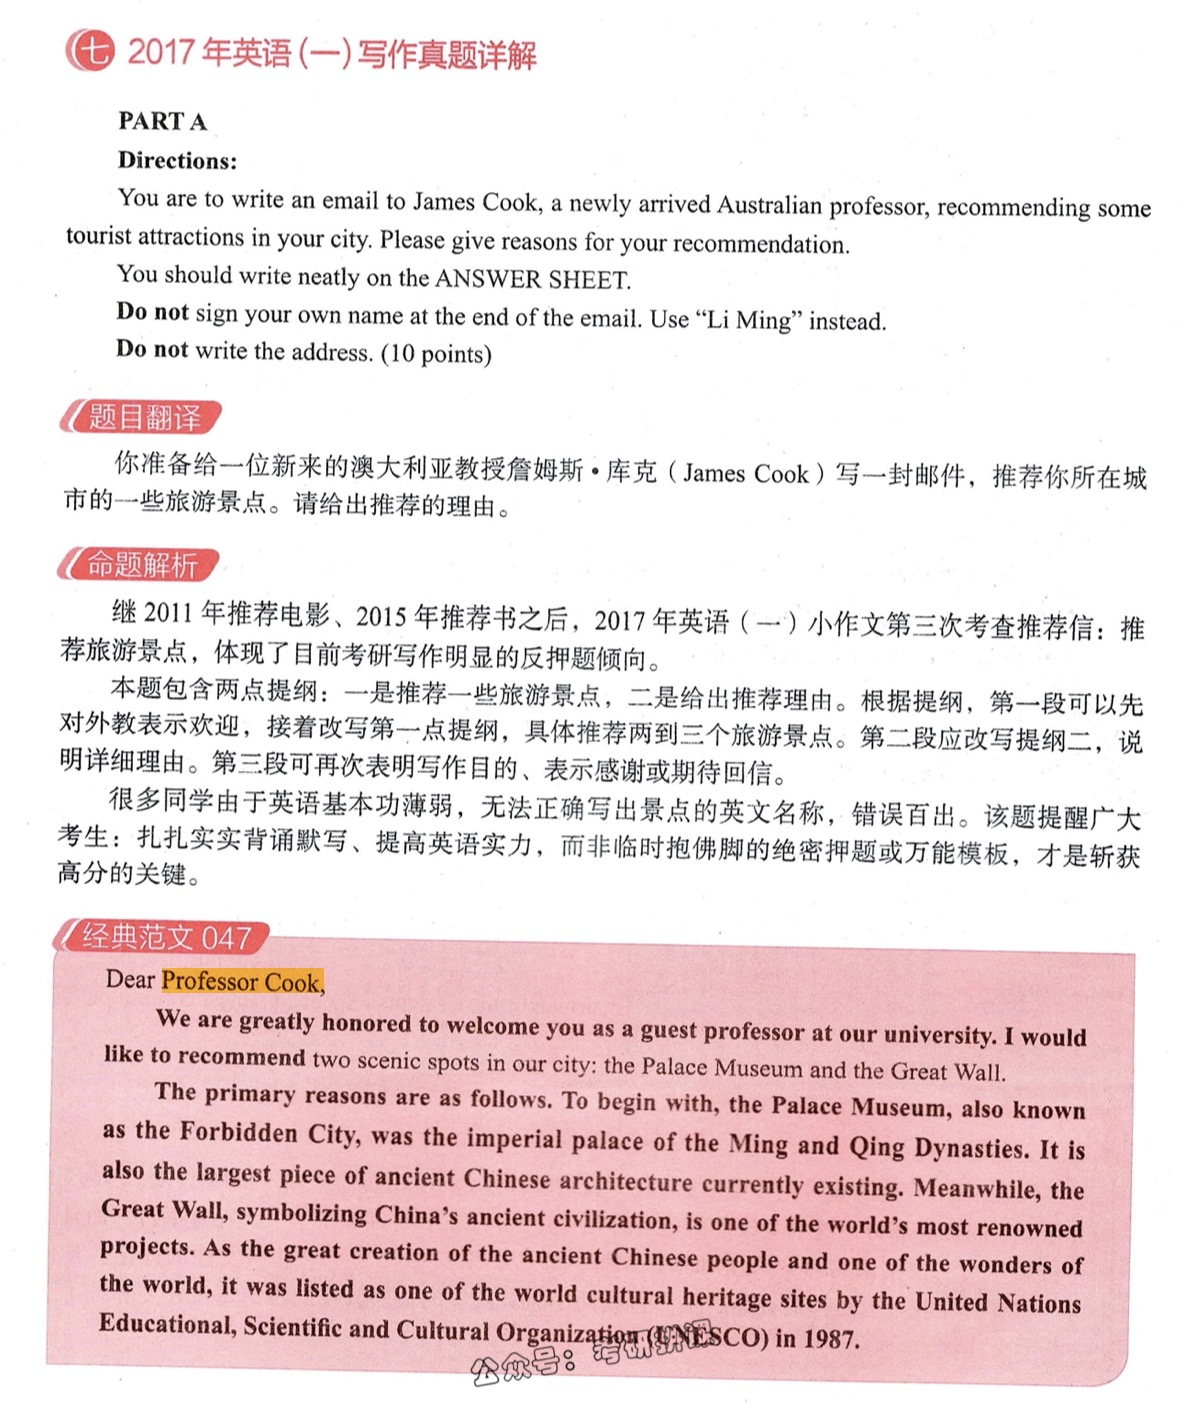 七 2017年英语(一)写作真题详解
PART A
Directions:
You are to write an email to James Cook, a newly arrived Australian professor, recommending some
tourist attractions in your city. Please give reasons for your recommendation.
You should write neatly on the ANSWER SHEET.
Do not sign your own name at the end of the email. Use “Li Ming” instead.
Do not write the address. (10 points)
题目翻译
你准备给一位新来的澳大利亚教授詹姆斯·库克(James Cook)写一封邮件，推荐你所在城
市的一些旅游景点。请给出推荐的理由。
命题解析
继2011年推荐电影、2015年推荐书之后，2017年英语(一)小作文第三次考查推荐信：推
荐旅游景点，体现了目前考研写作明显的反押题倾向。
本题包含两点提纲：一是推荐一些旅游景点，二是给出推荐理由。根据提纲，第一段可以先
对外教表示欢迎，接着改写第一点提纲，具体推荐两到三个旅游景点。第二段应改写提纲二，说
明详细理由。第三段可再次表明写作目的、表示感谢或期待回信。
很多同学由于英语基本功薄弱，无法正确写出景点的英文名称，错误百出。该题提醒广大
考生：扎扎实实背诵默写、提高英语实力，而非临时抱佛脚的绝密押题或万能模板，才是斩获
高分的关键。
经典范文 047
Dear Professor Cook,
We are greatly honored to welcome you as a guest professor at our university. I would
like to recommend two scenic spots in our city: the Palace Museum and the Great Wall.
The primary reasons are as follows. To begin with, the Palace Museum, also known
as the Forbidden City, was the imperial palace of the Ming and Qing Dynasties. It is
also the largest piece of ancient Chinese architecture currently existing. Meanwhile, the
Great Wall, symbolizing China’s ancient civilization, is one of the world’s most renowned
projects. As the great creation of the ancient Chinese people and one of the wonders of
the world, it was listed as one of the world cultural heritage sites by the United Nations
Educational, Scientific and Cultural Organization (UNESCO) in 1987.
公众号：考研